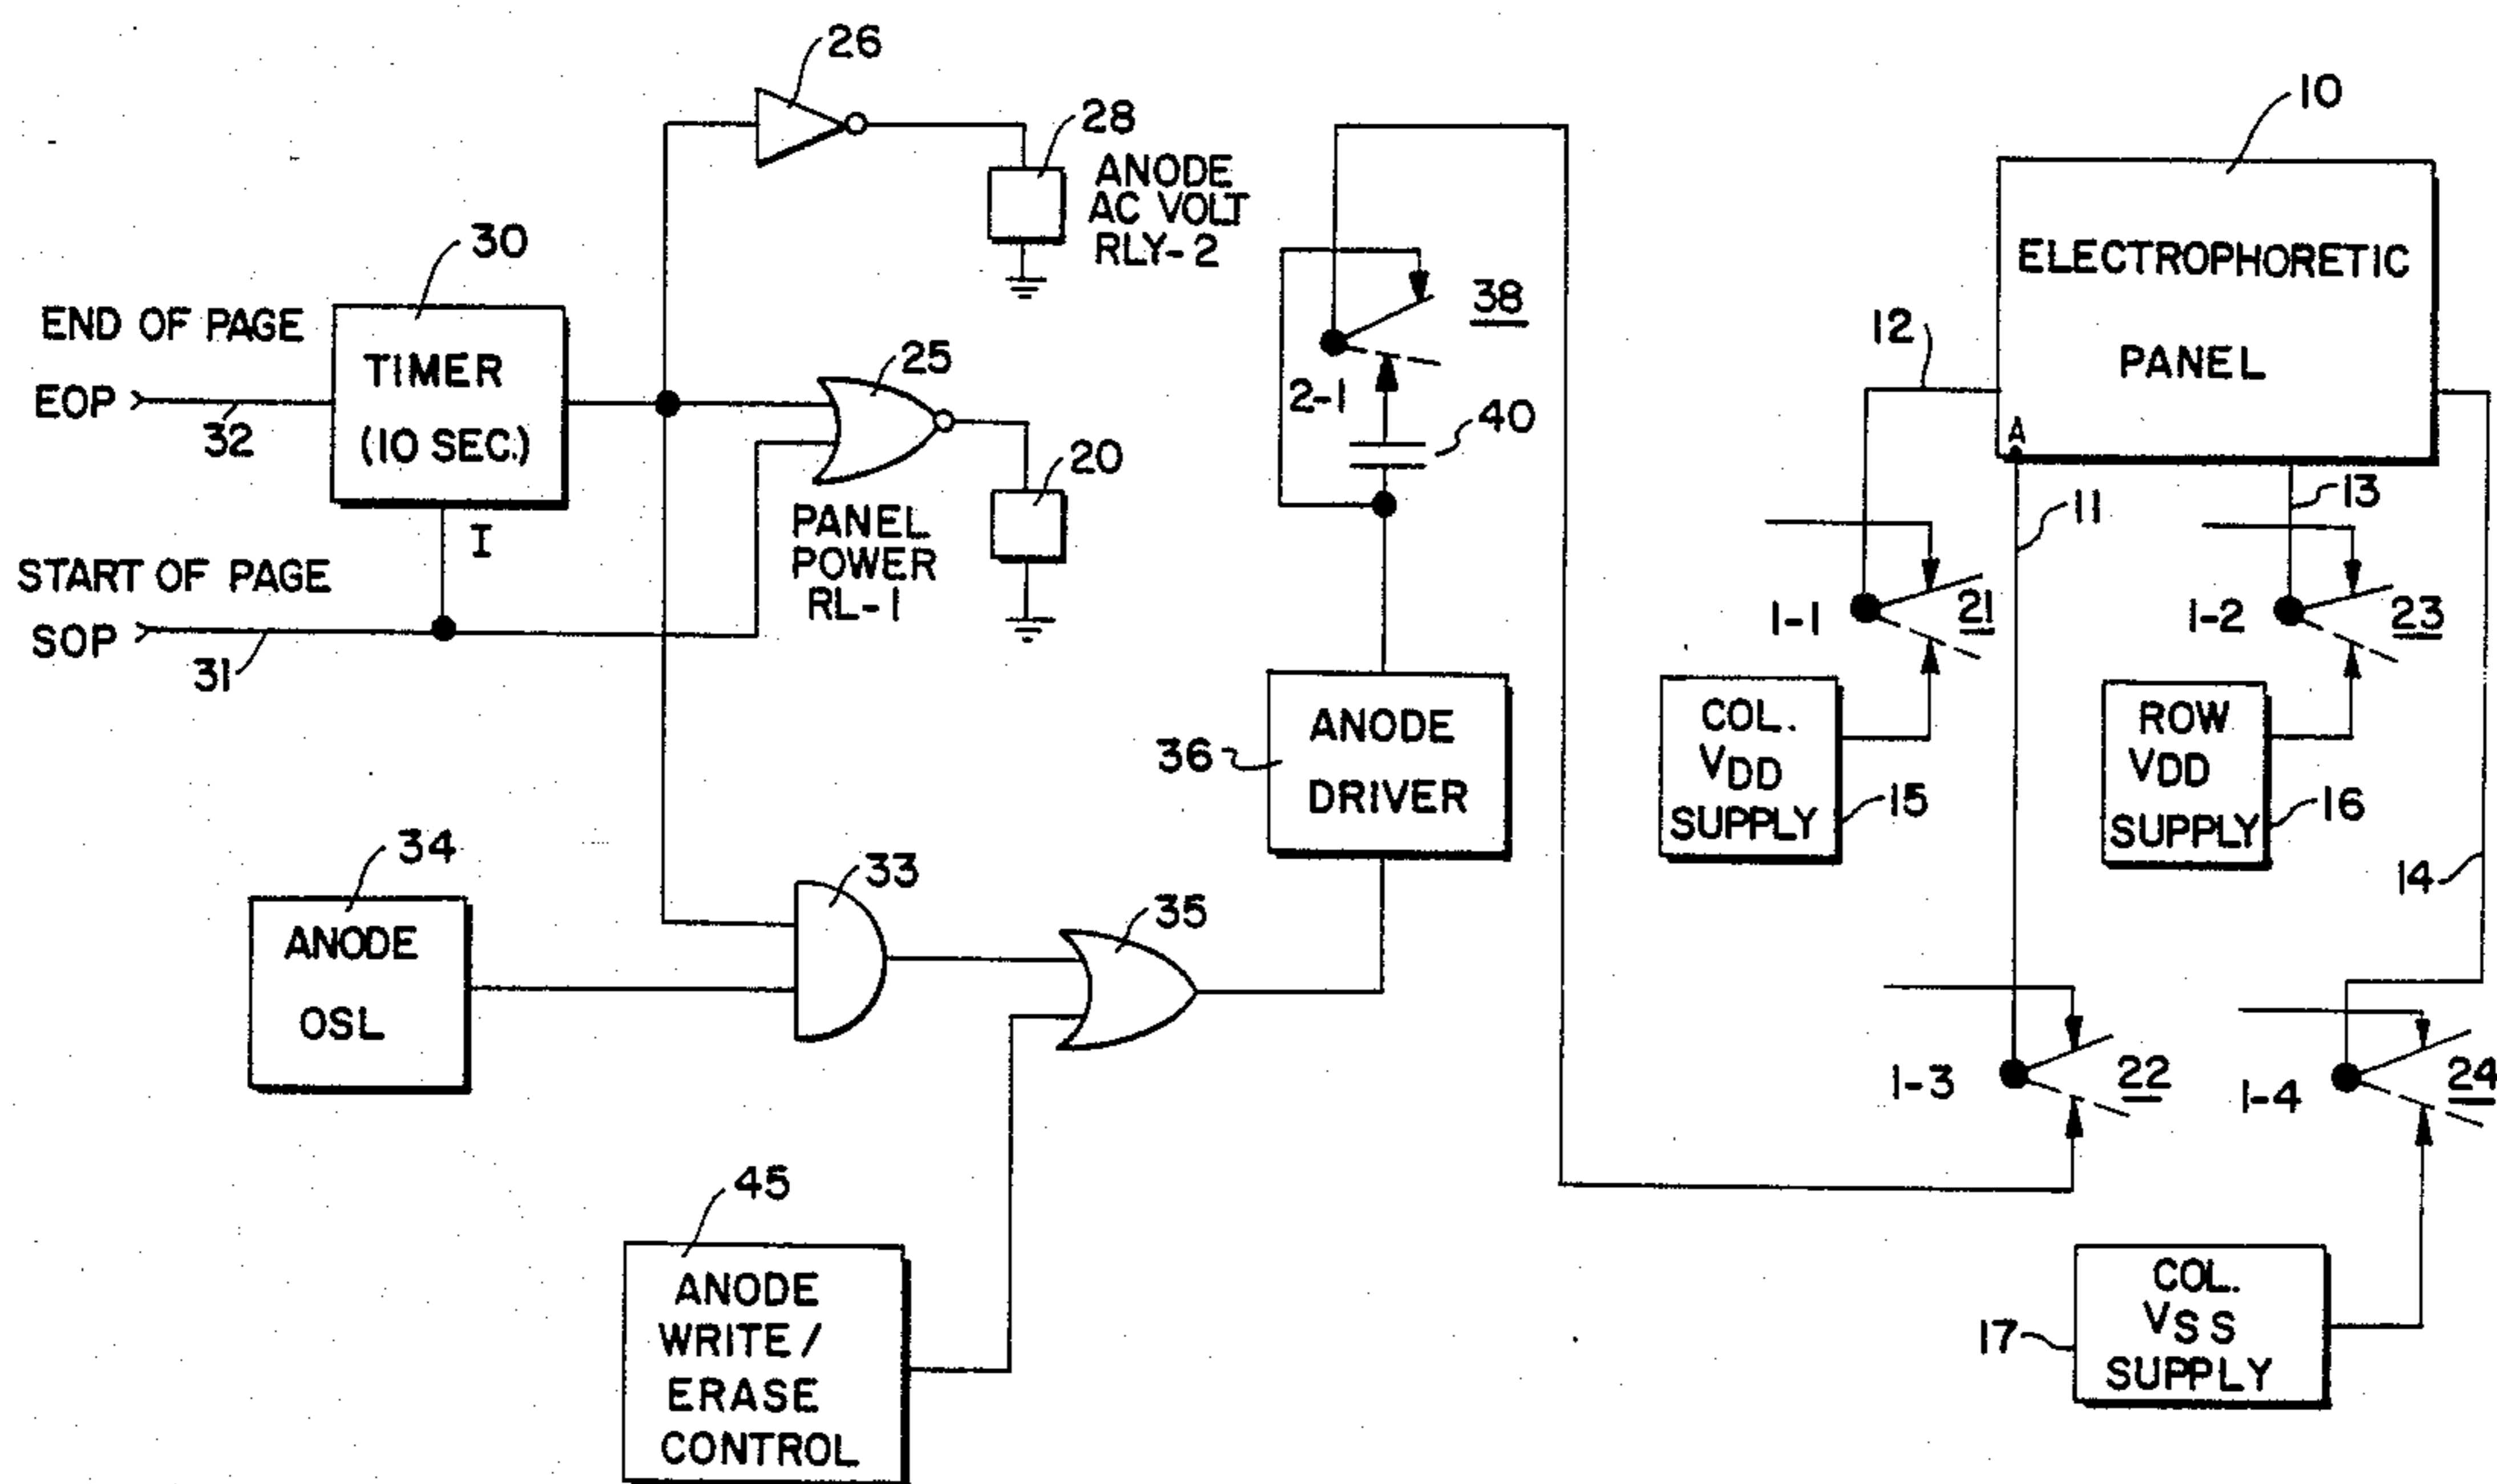 26
28
ANODE
AC VOLT
RLY-2
10
ELECTROPHORETIC
PANEL
A
30
END OF PAGE
EOP
32
TIMER
(10 SEC.)
I
START OF PAGE
SOP
31
25
PANEL
POWER
RL-1
20
38
2-1
40
12
11
13
14
1-1
21
1-2
23
COL.
VDD
SUPPLY
15
ROW
VDD
SUPPLY
16
36
ANODE
DRIVER
34
ANODE
OSL
33
35
1-3
22
1-4
24
45
ANODE
WRITE/
ERASE
CONTROL
17
COL.
VSS
SUPPLY